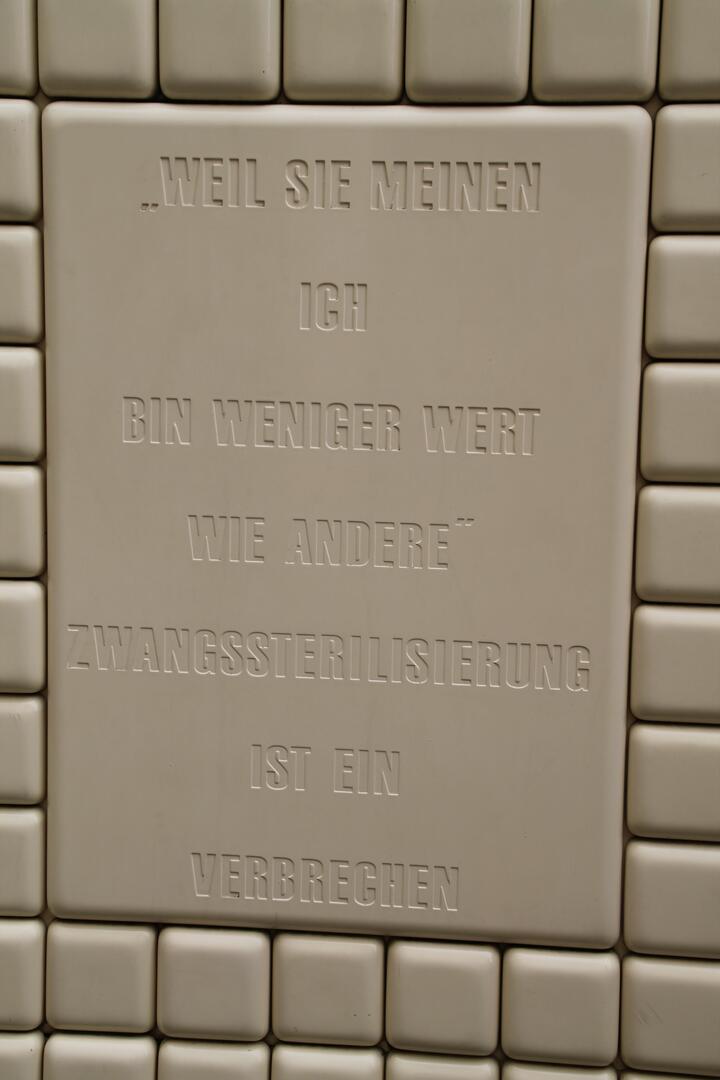 „WEIL SIE MEINEN
ICH
BIN WENIGER WERT
WIE ANDERE“
ZWANGSSTERILISIERUNG
IST EIN
VERBRECHEN